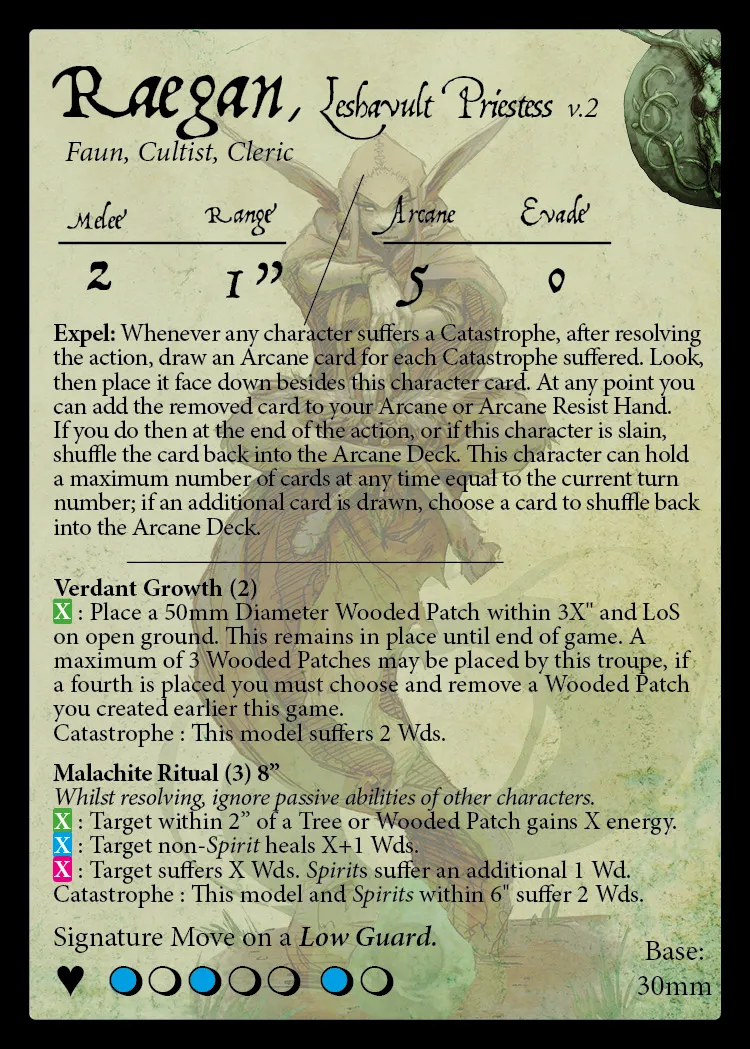 Raegan, Leshavult Priestess v.2
Faun, Cultist, Cleric
Melee Range Arcane Evade
2 1” 5 0
Expel: Whenever any character suffers a Catastrophe, after resolving
the action, draw an Arcane card for each Catastrophe suffered. Look,
then place it face down besides this character card. At any point you
can add the removed card to your Arcane or Arcane Resist Hand.
If you do then at the end of the action, or if this character is slain,
shuffle the card back into the Arcane Deck. This character can hold
a maximum number of cards at any time equal to the current turn
number; if an additional card is drawn, choose a card to shuffle back
into the Arcane Deck.
Verdant Growth (2)
X : Place a 50mm Diameter Wooded Patch within 3X" and LoS
on open ground. This remains in place until end of game. A
maximum of 3 Wooded Patches may be placed by this troupe, if
a fourth is placed you must choose and remove a Wooded Patch
you created earlier this game.
Catastrophe : This model suffers 2 Wds.
Malachite Ritual (3) 8”
Whilst resolving, ignore passive abilities of other characters.
X : Target within 2” of a Tree or Wooded Patch gains X energy.
X : Target non-Spirit heals X+1 Wds.
X : Target suffers X Wds. Spirits suffer an additional 1 Wd.
Catastrophe : This model and Spirits within 6" suffer 2 Wds.
Signature Move on a Low Guard.
Base:
30mm